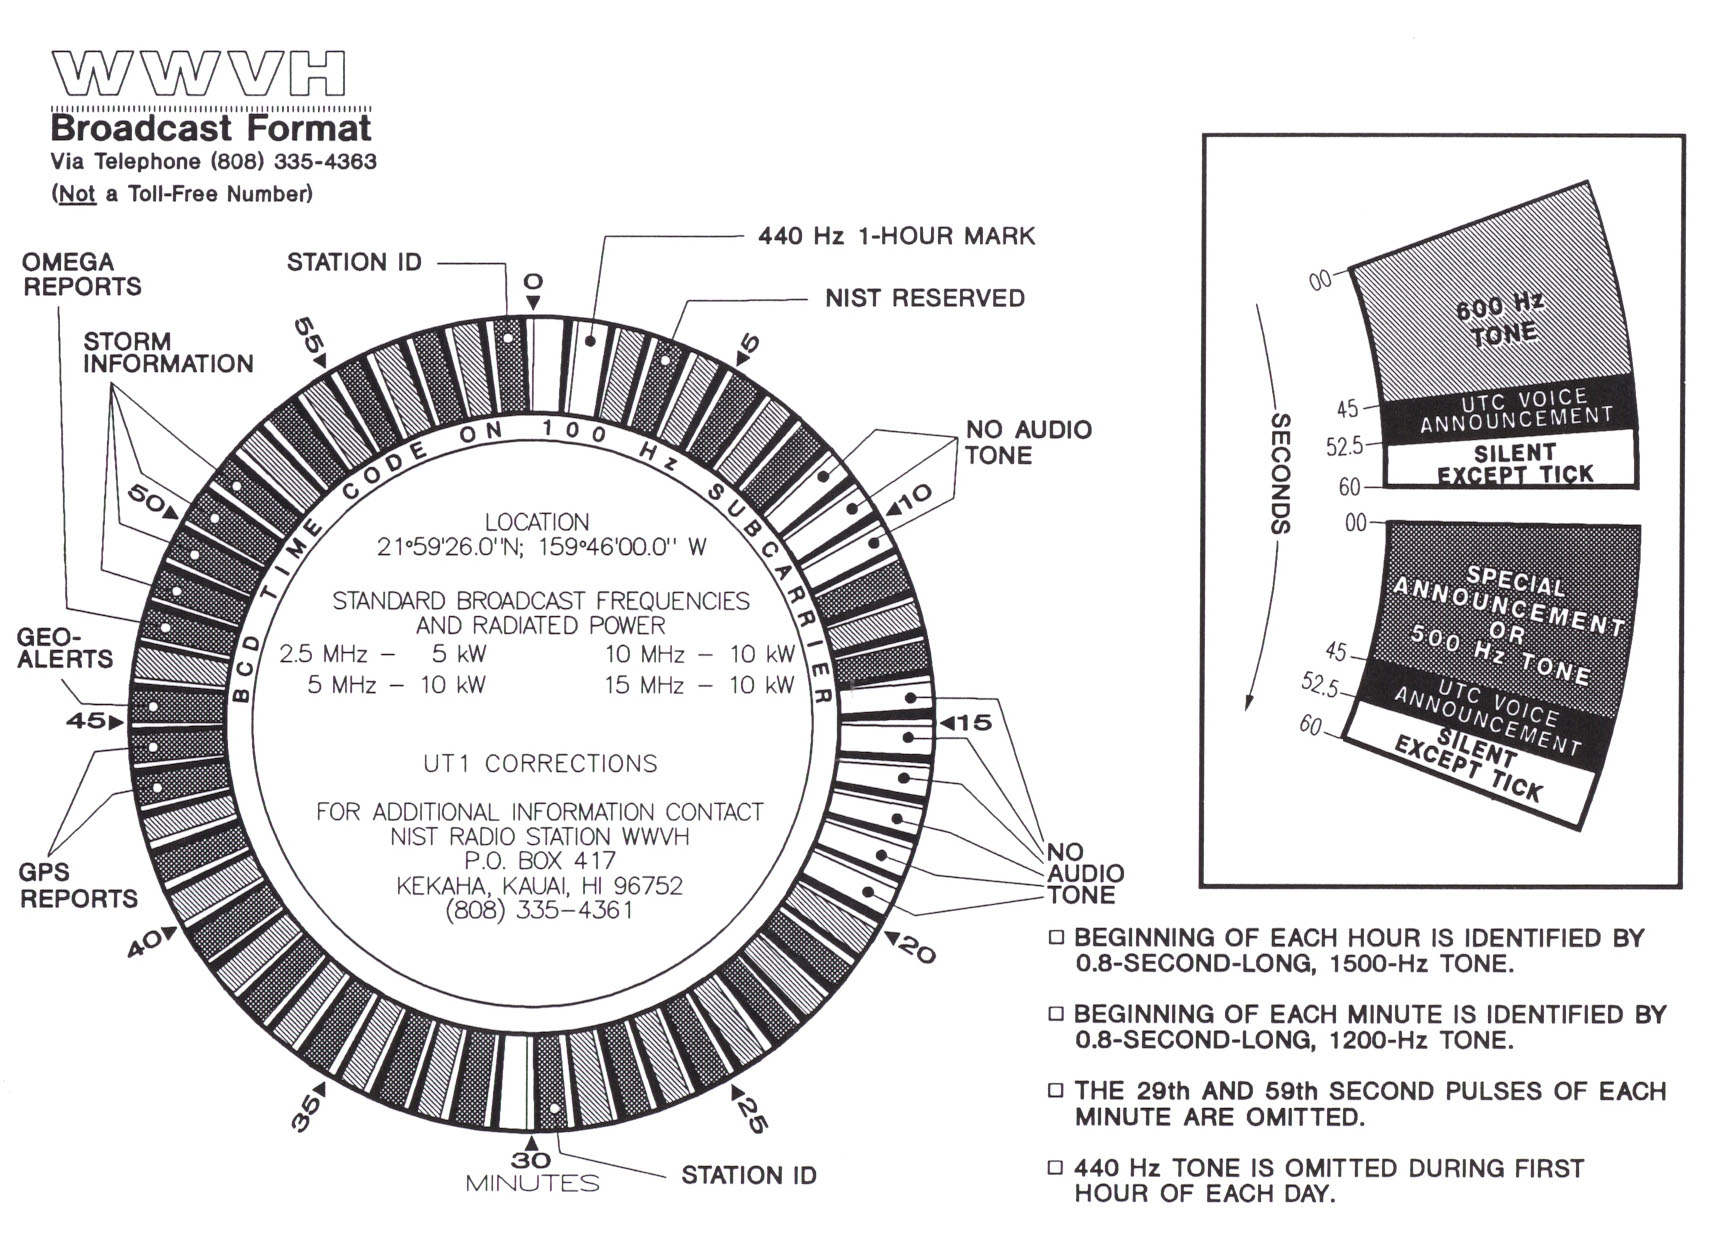 WWVH
Broadcast Format
Via Telephone (808) 335-4363
(Not a Toll-Free Number)
OMEGA
REPORTS
STORM
INFORMATION
STATION ID
440 Hz 1-HOUR MARK
NIST RESERVED
NO AUDIO
TONE
GEO-
ALERTS
GPS
REPORTS
NO
AUDIO
TONE
STATION ID
0
5
10
15
20
25
30
MINUTES
35
40
45
50
55
BCD TIME CODE ON 100 Hz SUBCARRIER
LOCATION
21°59'26.0"N; 159°46'00.0" W
STANDARD BROADCAST FREQUENCIES
AND RADIATED POWER
2.5 MHz – 5 kW 10 MHz – 10 kW
5 MHz – 10 kW 15 MHz – 10 kW
UT1 CORRECTIONS
FOR ADDITIONAL INFORMATION CONTACT
NIST RADIO STATION WWVH
P.O. BOX 417
KEKAHA, KAUAI, HI 96752
(808) 335–4361
SECONDS
00
45
52.5
60
600 Hz
TONE
UTC VOICE
ANNOUNCEMENT
SILENT
EXCEPT TICK
00
45
52.5
60
SPECIAL
ANNOUNCEMENT
OR
500 Hz TONE
UTC VOICE
ANNOUNCEMENT
SILENT
EXCEPT TICK
□ BEGINNING OF EACH HOUR IS IDENTIFIED BY
0.8-SECOND-LONG, 1500-Hz TONE.
□ BEGINNING OF EACH MINUTE IS IDENTIFIED BY
0.8-SECOND-LONG, 1200-Hz TONE.
□ THE 29th AND 59th SECOND PULSES OF EACH
MINUTE ARE OMITTED.
□ 440 Hz TONE IS OMITTED DURING FIRST
HOUR OF EACH DAY.